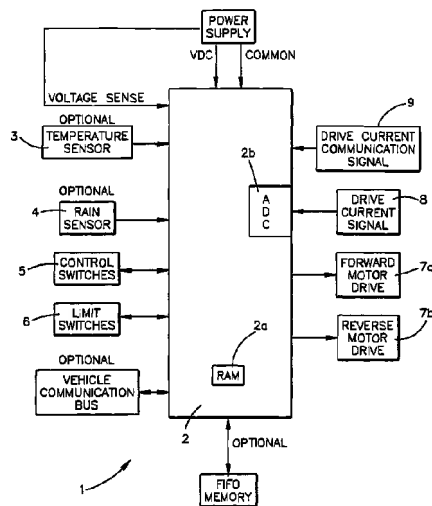 POWER
SUPPLY
VDC
COMMON
VOLTAGE SENSE
OPTIONAL
3
TEMPERATURE
SENSOR
OPTIONAL
4
RAIN
SENSOR
5
CONTROL
SWITCHES
6
LIMIT
SWITCHES
OPTIONAL
VEHICLE
COMMUNICATION
BUS
2b
A
D
C
2a
RAM
2
9
DRIVE CURRENT
COMMUNICATION
SIGNAL
8
DRIVE
CURRENT
SIGNAL
FORWARD
MOTOR
DRIVE
7a
REVERSE
MOTOR
DRIVE
7b
OPTIONAL
1
FIFO
MEMORY